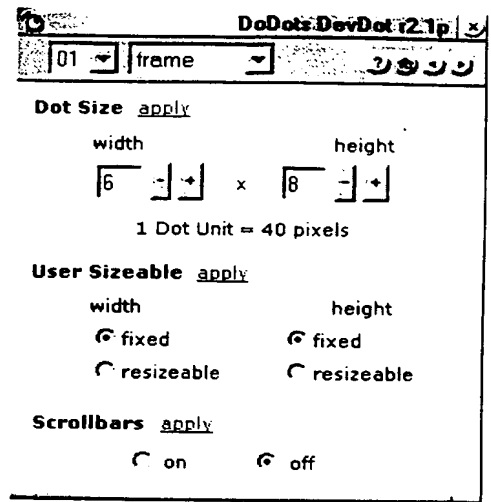 DoDots DevDot r2.1p
01 frame
Dot Size apply
width height
6 - + x 8 - +
1 Dot Unit = 40 pixels
User Sizeable apply
width height
fixed fixed
resizeable resizeable
Scrollbars apply
on off